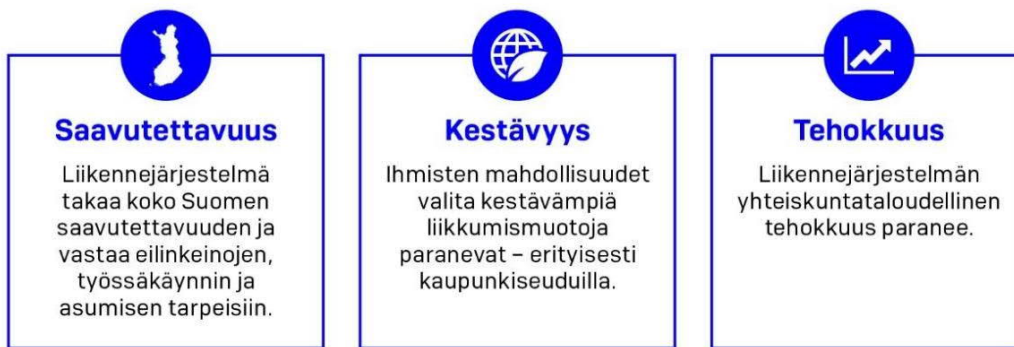 Saavutettavuus
Liikennejärjestelmä
takaa koko Suomen
saavutettavuuden ja
vastaa eilinkeinojen,
työssäkäynnin ja
asumisen tarpeisiin.
Kestävyys
Ihmisten mahdollisuudet
valita kestävämpiä
liikkumismuotoja
paranevat – erityisesti
kaupunkiseuduilla.
Tehokkuus
Liikennejärjestelmän
yhteiskuntataloudellinen
tehokkuus paranee.